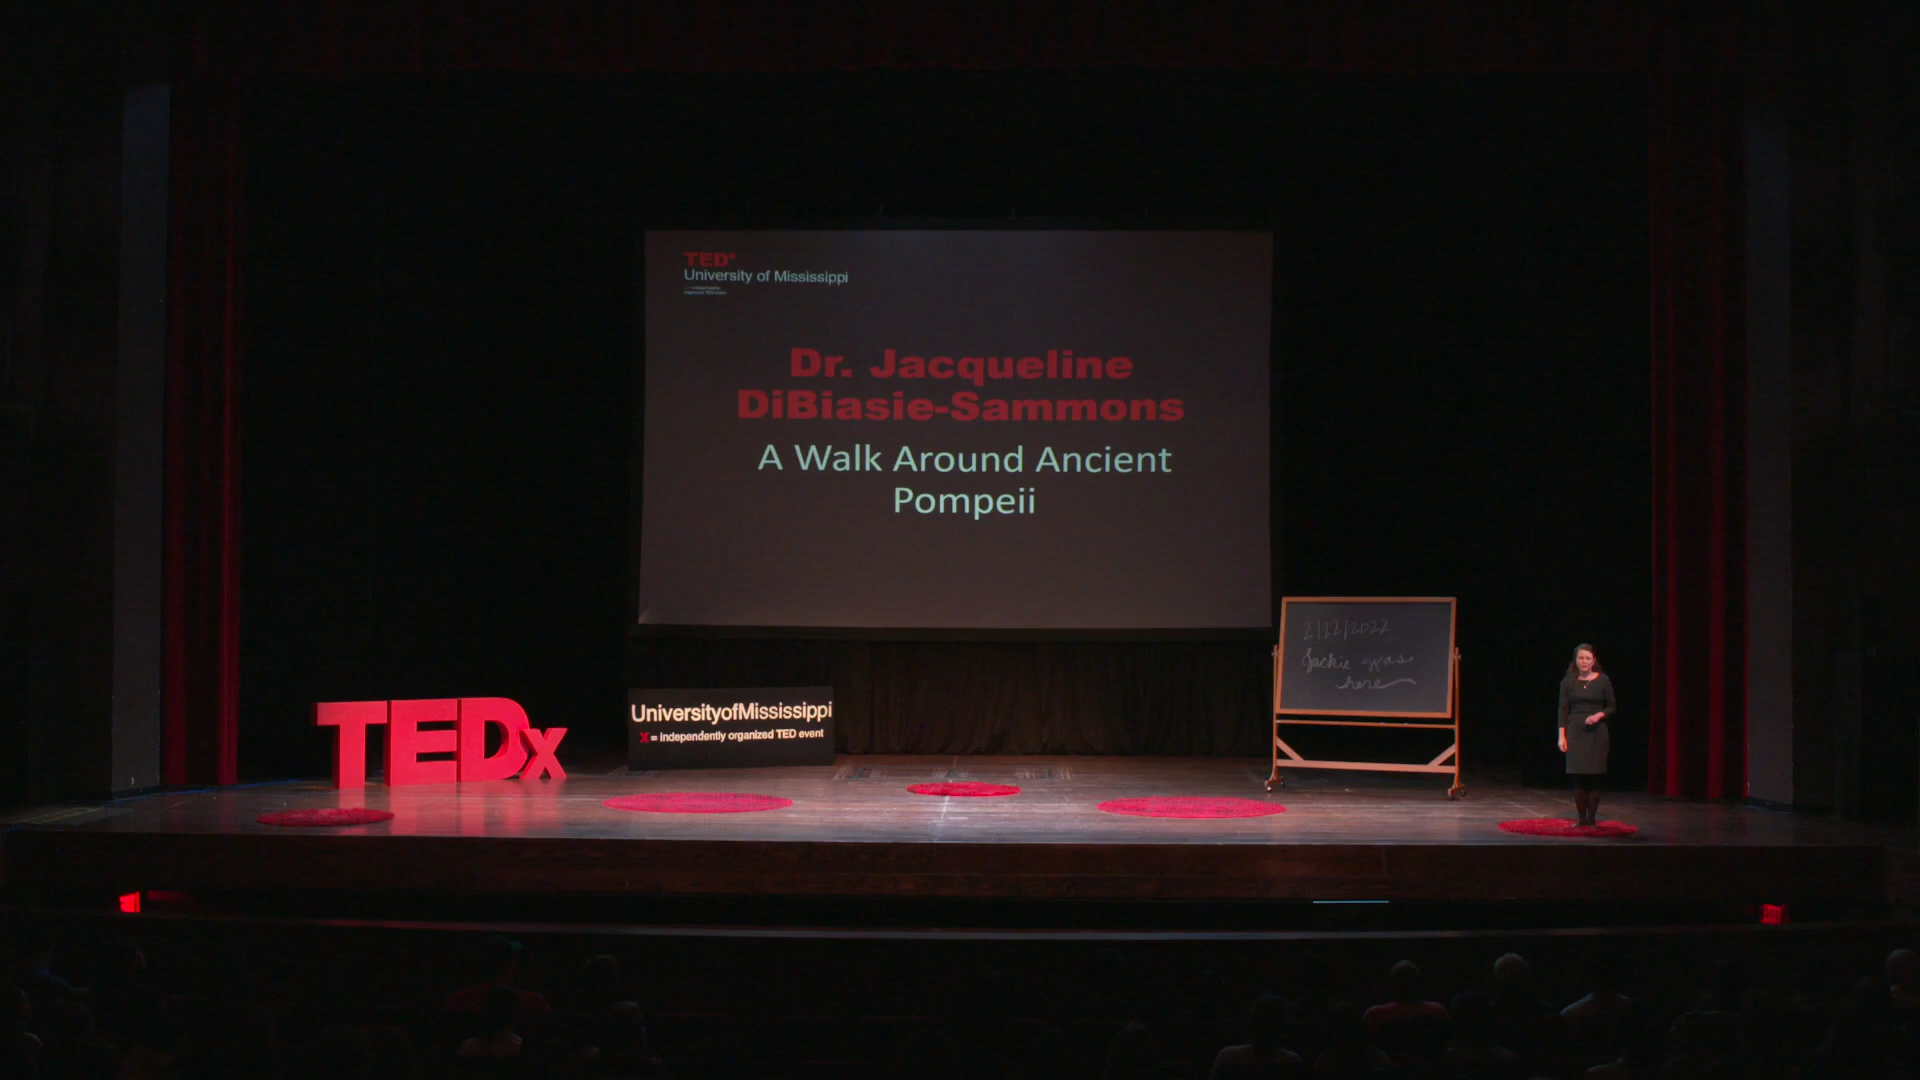 TEDx
University of Mississippi
Dr. Jacqueline
DiBiasie-Sammons
A Walk Around Ancient
Pompeii
2/12/2022
Jackie was
here
TEDx
UniversityofMississippi
X = independently organized TED event